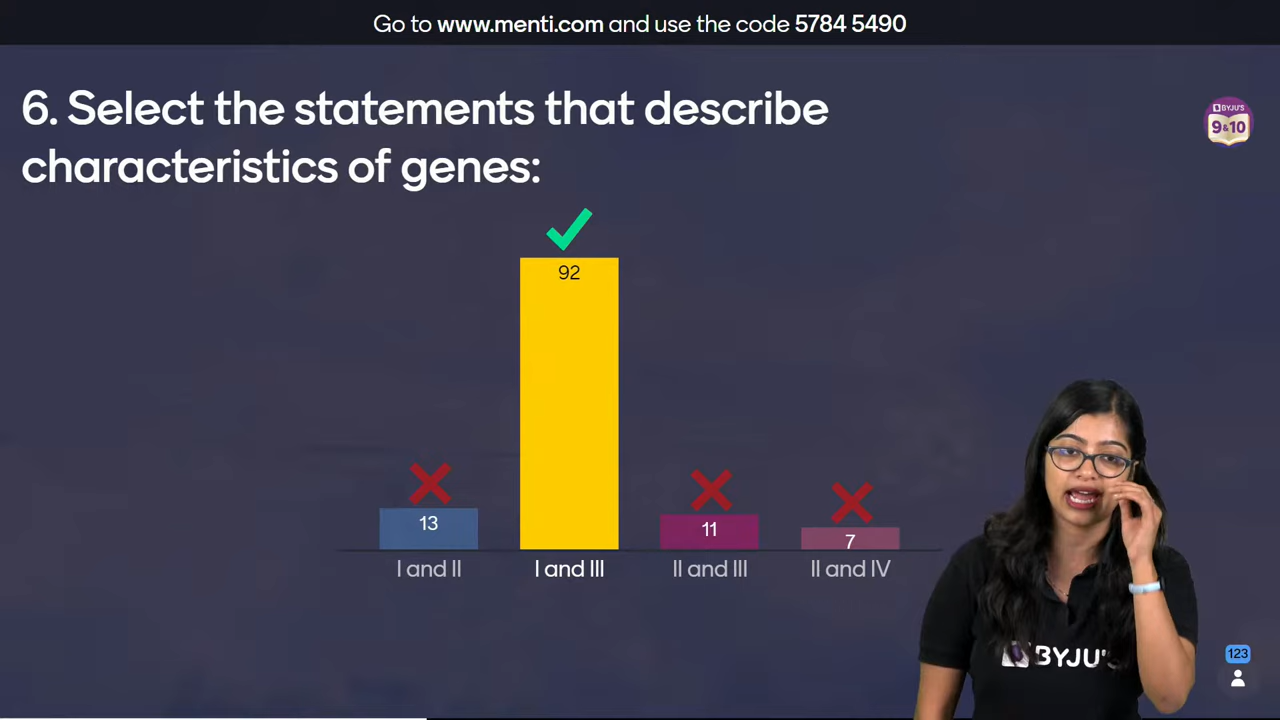 Go to www.menti.com and use the code 5784 5490
6. Select the statements that describe
characteristics of genes:
BYJU'S
9&10
92
13
11
7
I and II
I and III
II and III
II and IV
BYJU'S
123